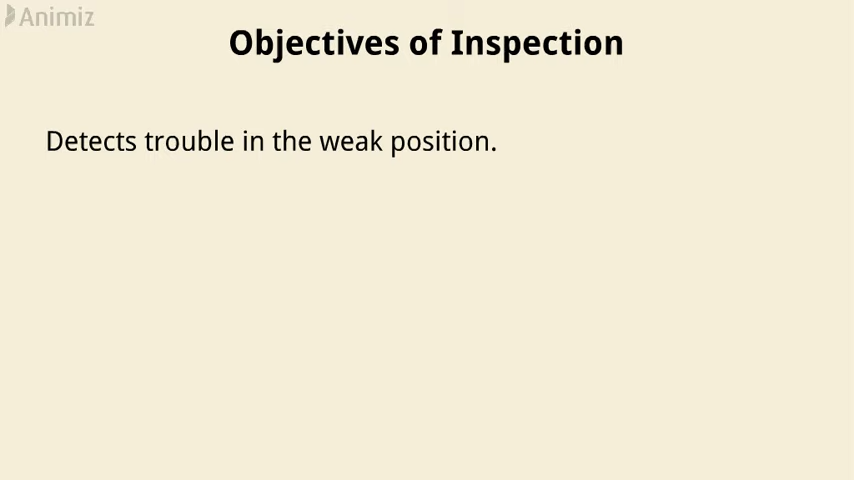 Animiz
Objectives of Inspection
Detects trouble in the weak position.